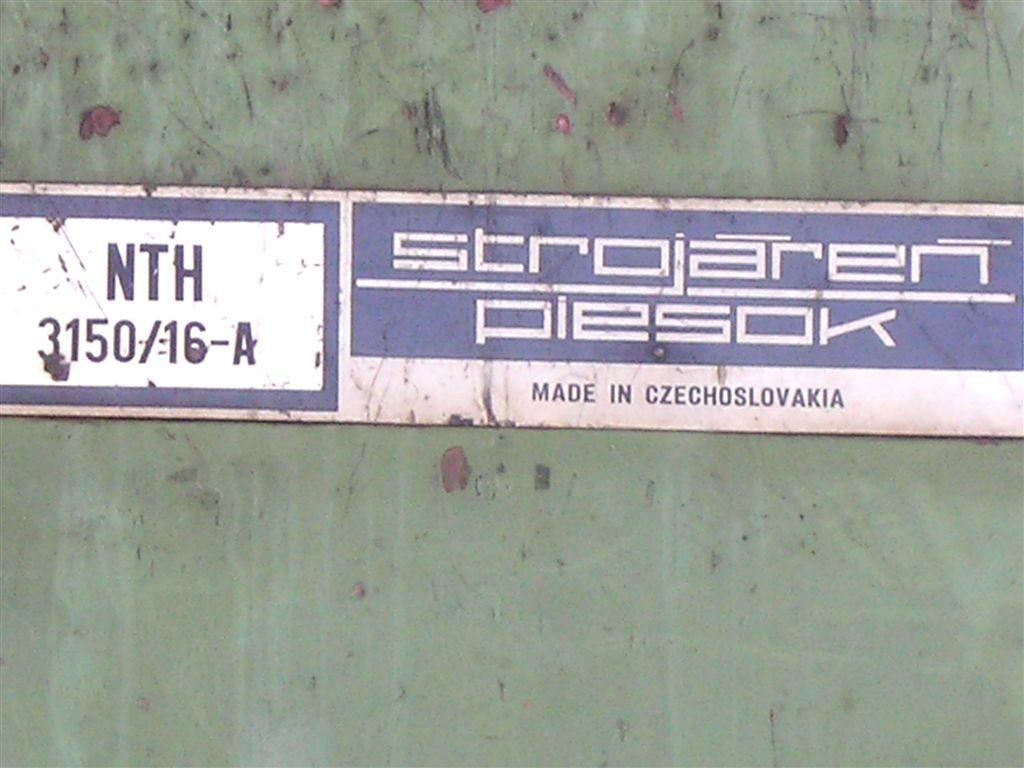 NTH
3150/16-A
strojáreň
piesok
MADE IN CZECHOSLOVAKIA